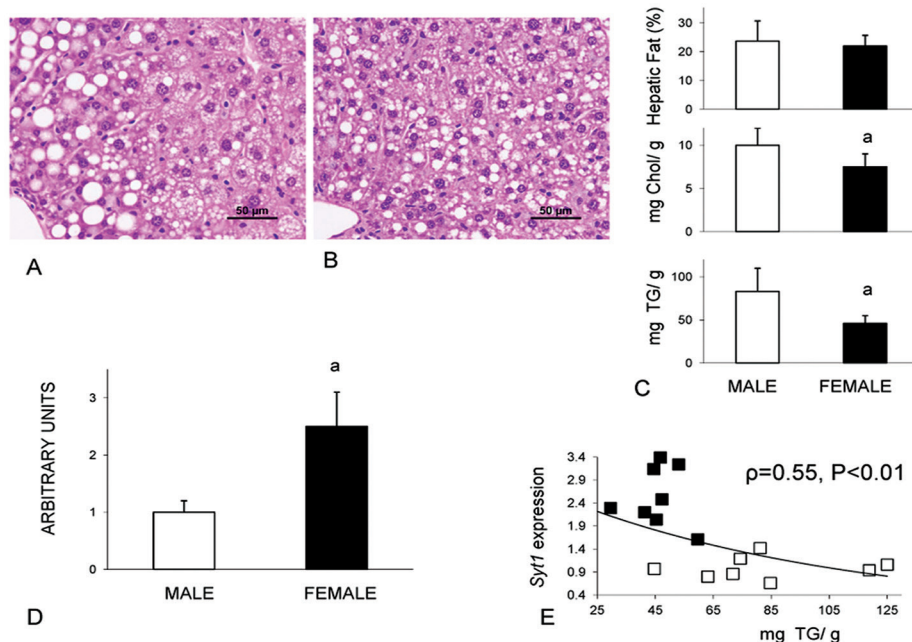 50 µm
50 µm
A
B
Hepatic Fat (%)
30
20
10
0
mg Chol/ g
10
5
0
a
mg TG/ g
100
50
0
a
MALE FEMALE
C
ARBITRARY UNITS
3
2
1
0
a
MALE FEMALE
D
Syt1 expression
3.4
2.9
2.4
1.9
1.4
0.9
0.4
ρ=0.55, P<0.01
25 45 65 85 105 125
mg TG/ g
E